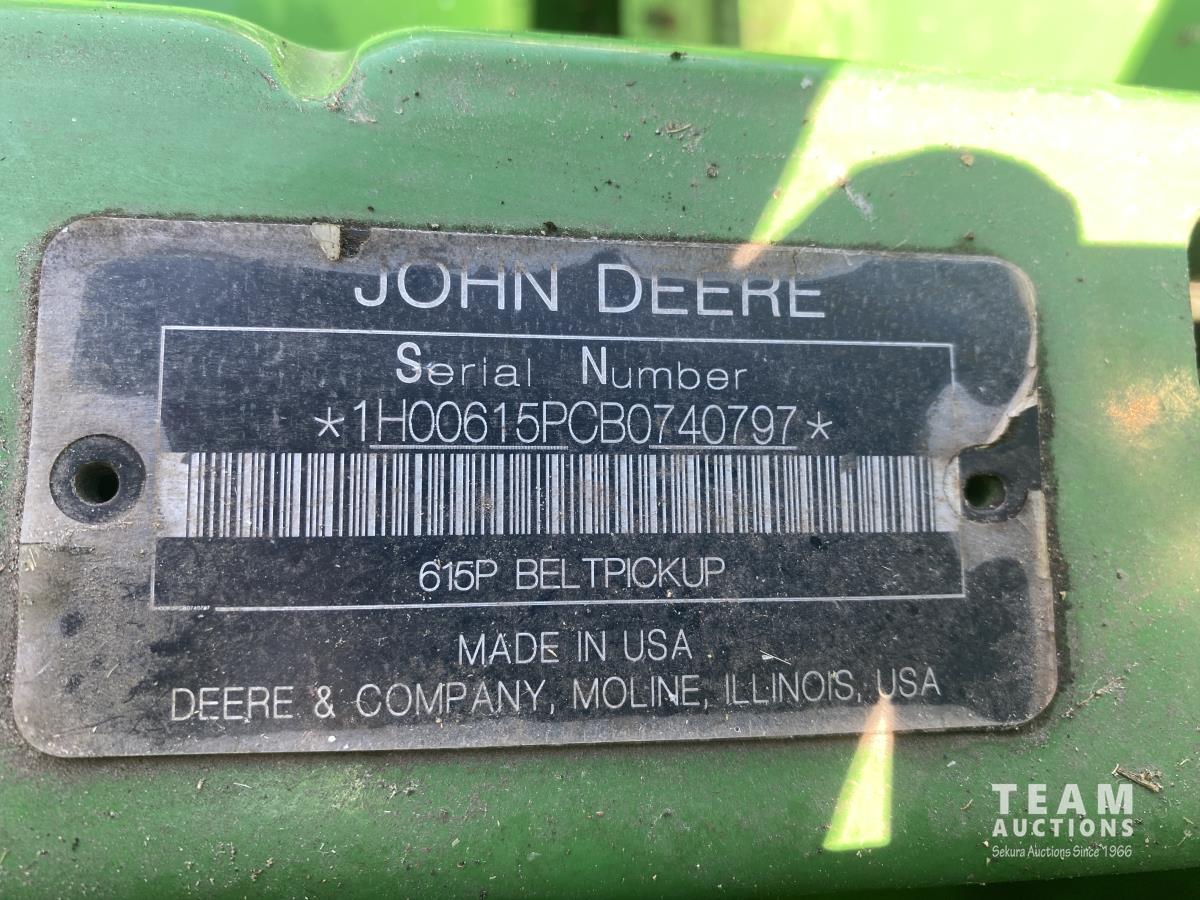 JOHN DEERE
Serial Number
*1H00615PCB0740797*
615P BELTPICKUP
MADE IN USA
DEERE & COMPANY, MOLINE, ILLINOIS, USA
TEAM
AUCTIONS
Sekura Auctions Since 1966